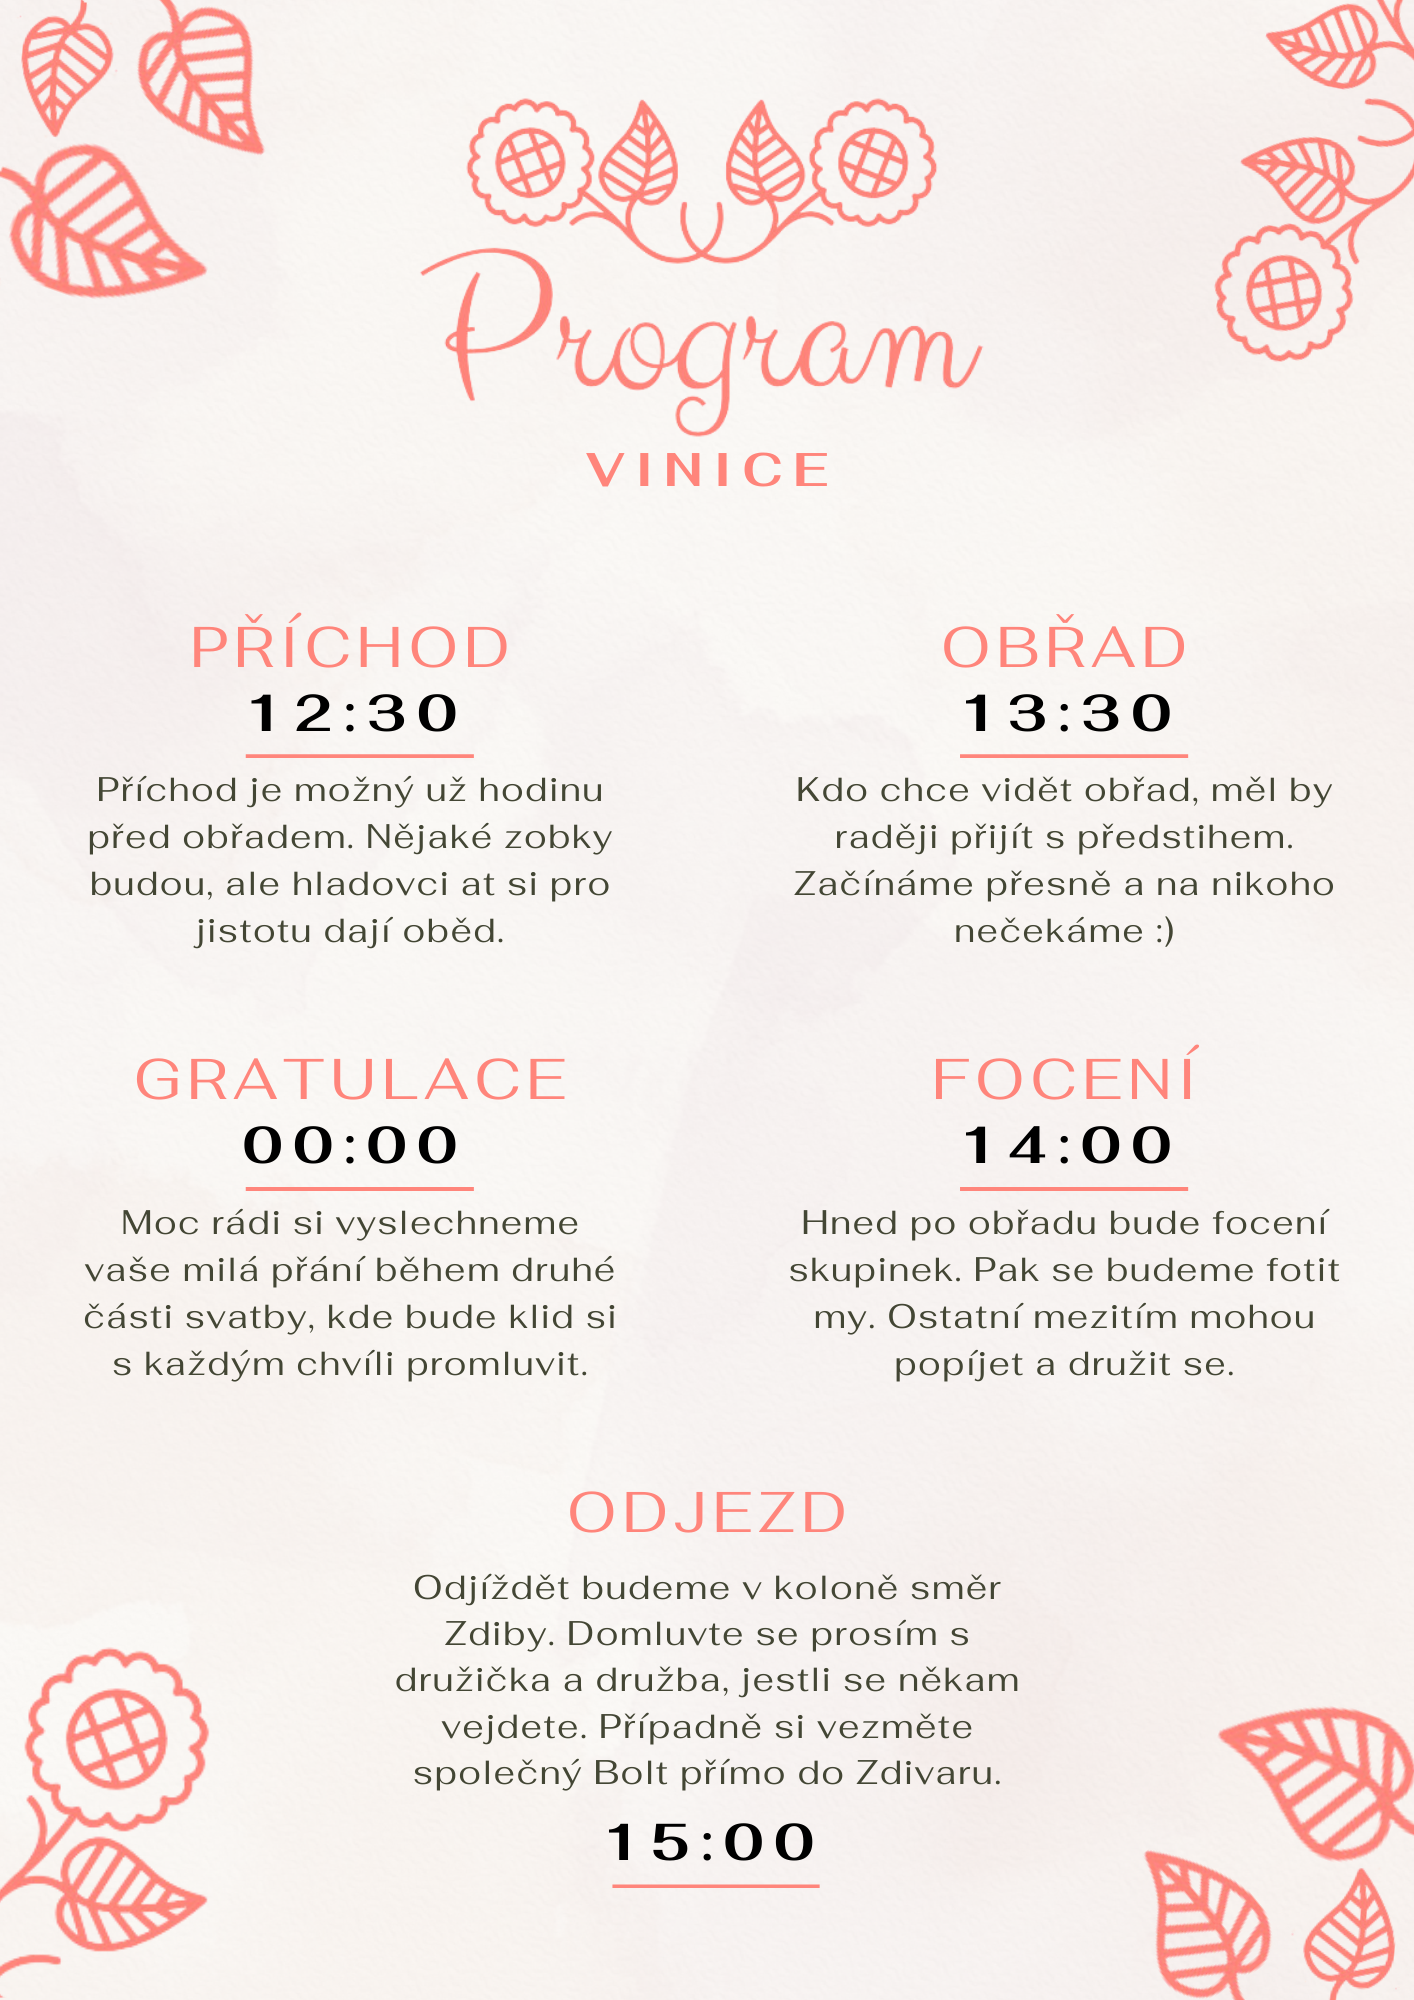 Program
VINICE
PŘÍCHOD
12:30
Příchod je možný už hodinu
před obřadem. Nějaké zobky
budou, ale hladovci at si pro
jistotu dají oběd.
OBŘAD
13:30
Kdo chce vidět obřad, měl by
raději přijít s předstihem.
Začínáme přesně a na nikoho
nečekáme :)
GRATULACE
00:00
Moc rádi si vyslechneme
vaše milá přání během druhé
části svatby, kde bude klid si
s každým chvíli promluvit.
FOCENÍ
14:00
Hned po obřadu bude focení
skupinek. Pak se budeme fotit
my. Ostatní mezitím mohou
popíjet a družit se.
ODJEZD
Odjíždět budeme v koloně směr
Zdiby. Domluvte se prosím s
družička a družba, jestli se někam
vejdete. Případně si vezměte
společný Bolt přímo do Zdivaru.
15:00